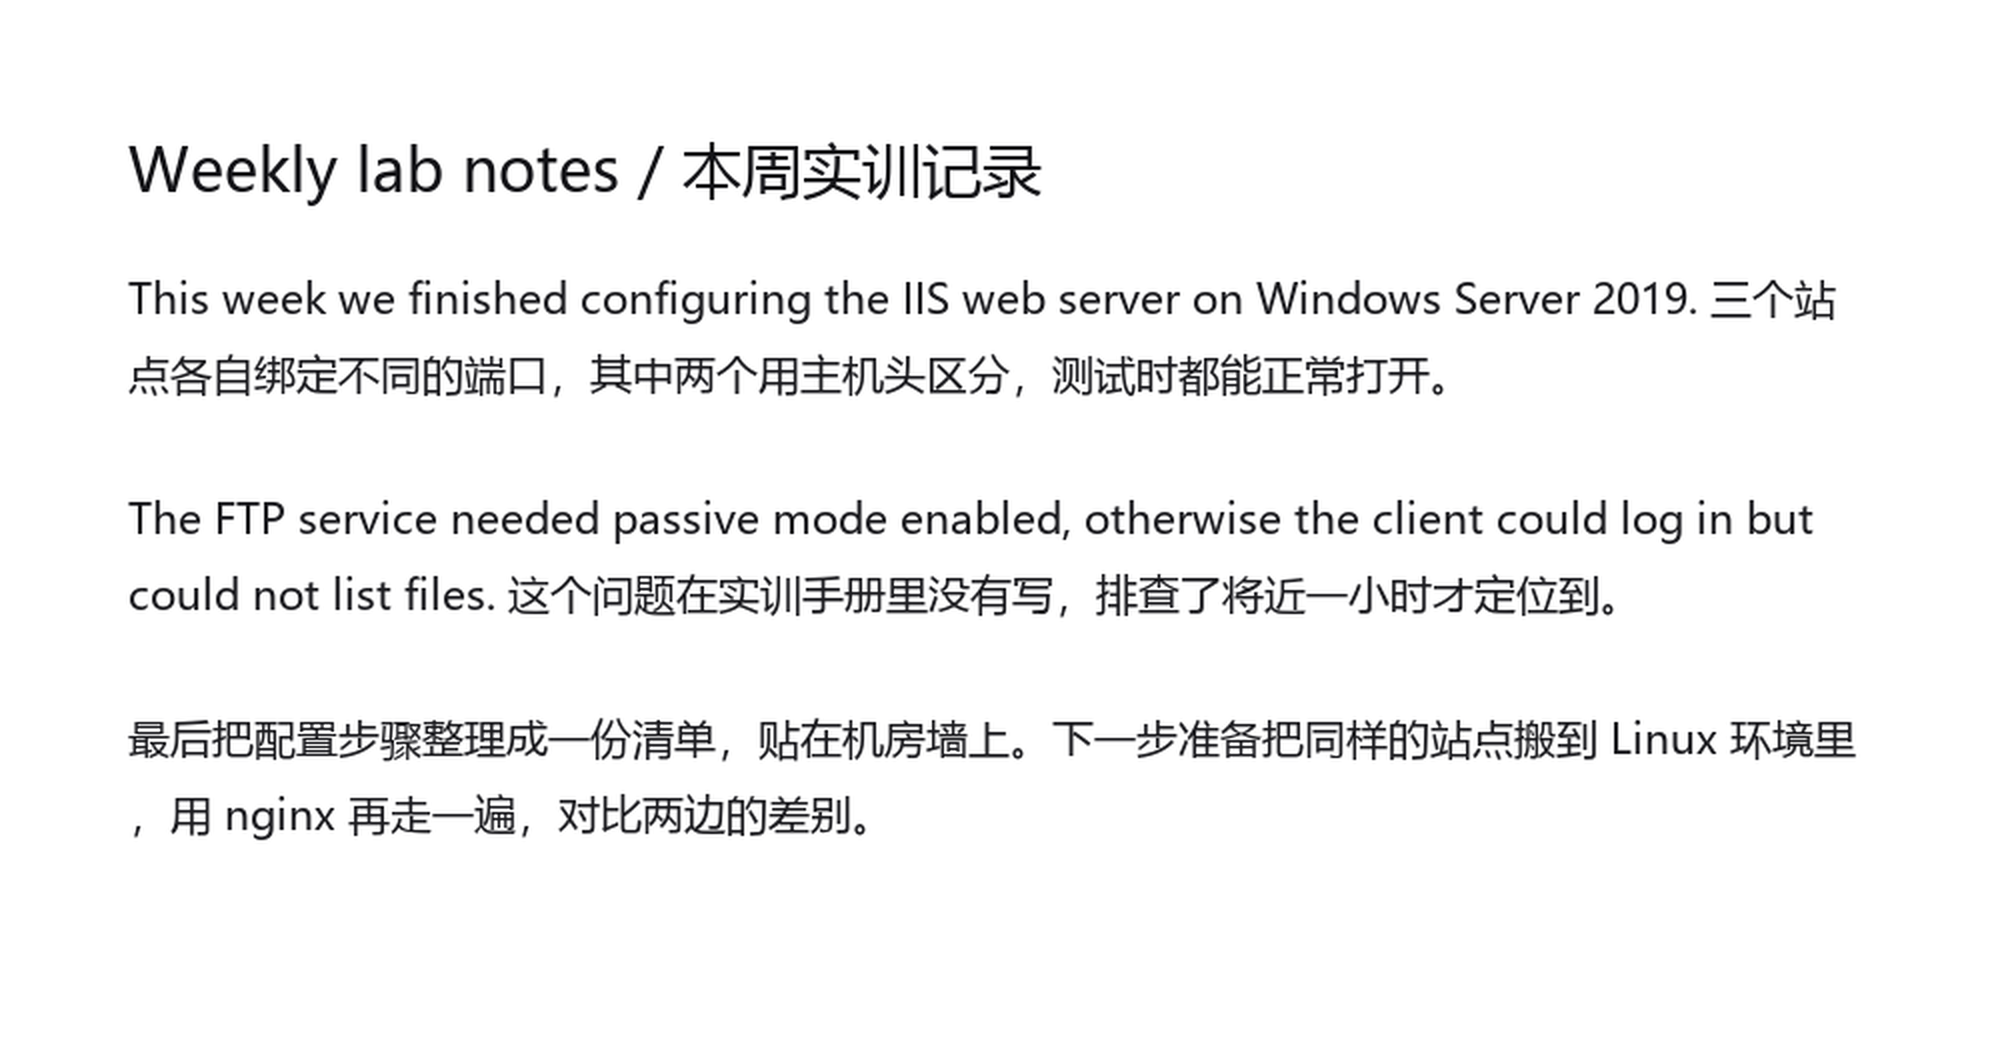 Weekly lab notes / 本周实训记录
This week we finished configuring the IIS web server on Windows Server 2019. 三个站
点各自绑定不同的端口，其中两个用主机头区分，测试时都能正常打开。
The FTP service needed passive mode enabled, otherwise the client could log in but
could not list files. 这个问题在实训手册里没有写，排查了将近一小时才定位到。
最后把配置步骤整理成一份清单，贴在机房墙上。下一步准备把同样的站点搬到 Linux 环境里
，用 nginx 再走一遍，对比两边的差别。